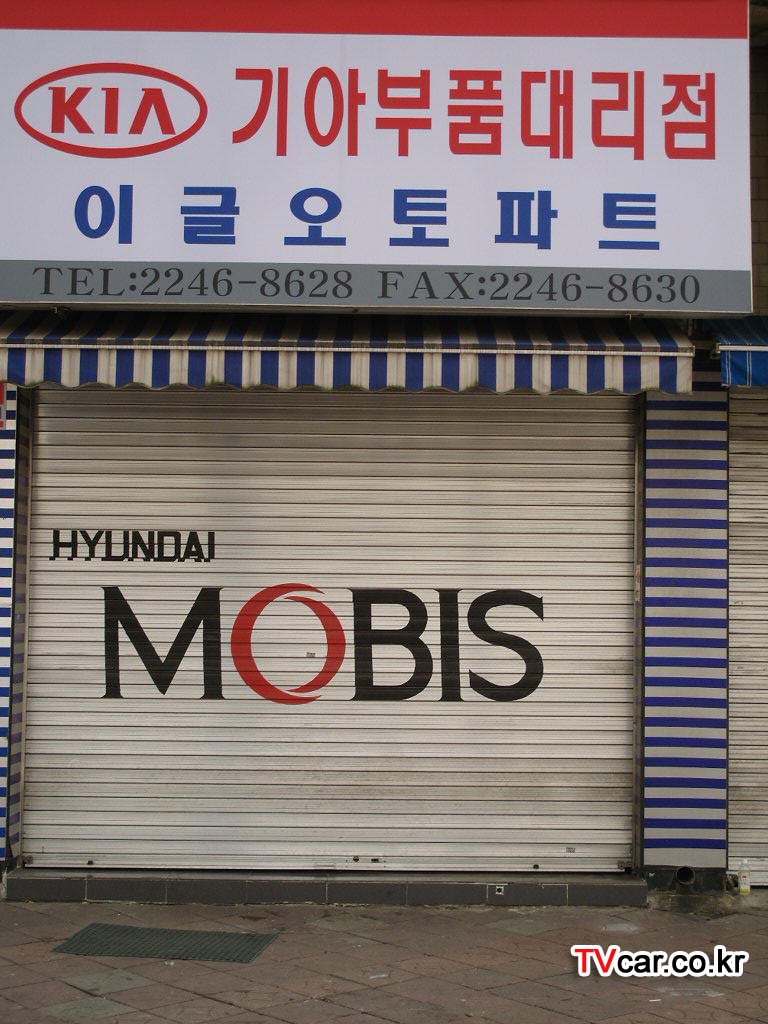 KIA 기아부품대리점
이글오토파트
TEL:2246-8628 FAX:2246-8630
HYUNDAI
MOBIS
TVcar.co.kr